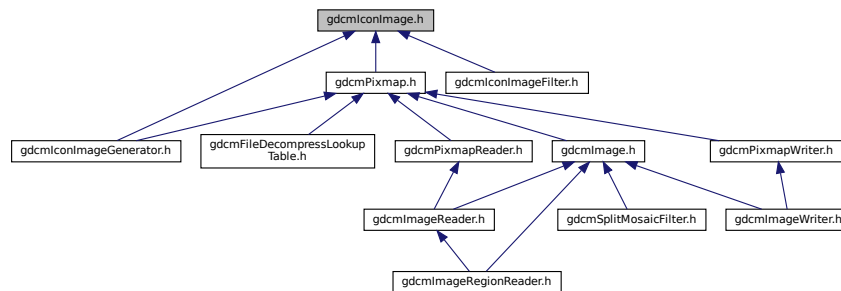 gdcmIconImage.h
gdcmPixmap.h
gdcmIconImageFilter.h
gdcmIconImageGenerator.h
gdcmFileDecompressLookup
Table.h
gdcmPixmapReader.h
gdcmImage.h
gdcmPixmapWriter.h
gdcmImageReader.h
gdcmSplitMosaicFilter.h
gdcmImageWriter.h
gdcmImageRegionReader.h